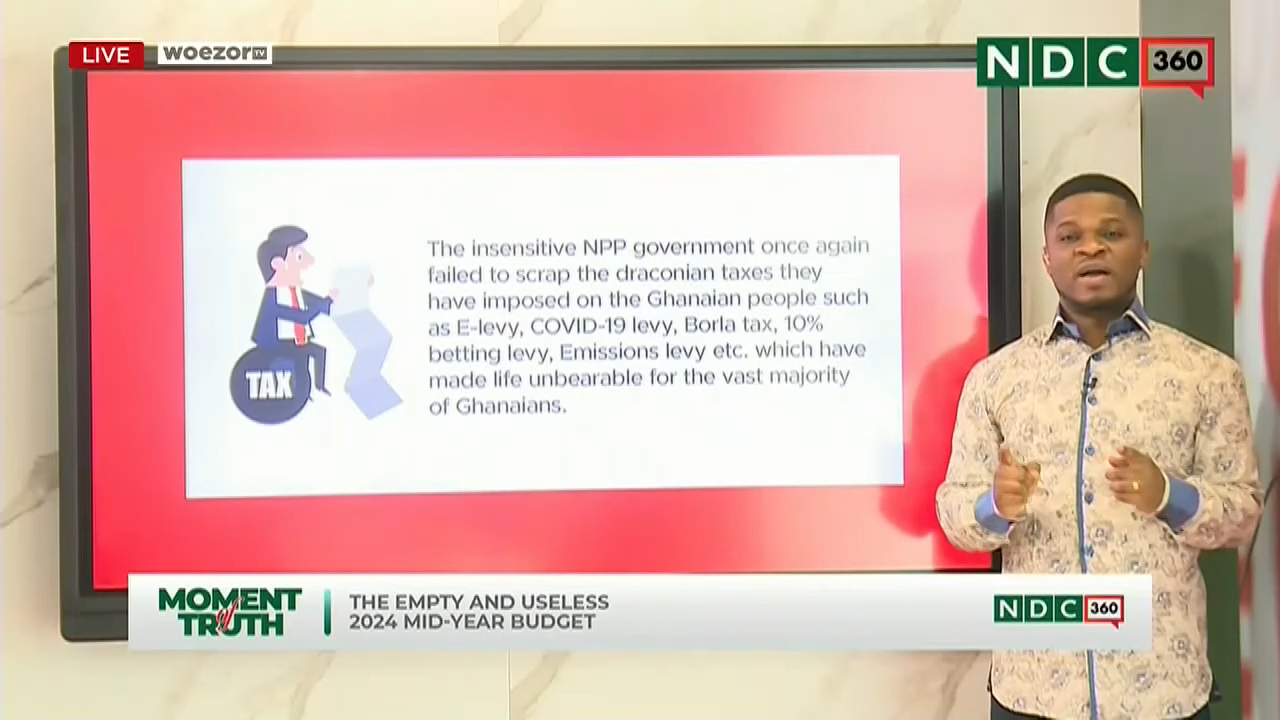 LIVE woezor TV
NDC 360
The insensitive NPP government once again
failed to scrap the draconian taxes they
have imposed on the Ghanaian people such
as E-levy, COVID-19 levy, Borla tax, 10%
betting levy, Emissions levy etc. which have
made life unbearable for the vast majority
of Ghanaians.
TAX
MOMENT
of
TRUTH
THE EMPTY AND USELESS
2024 MID-YEAR BUDGET
NDC 360